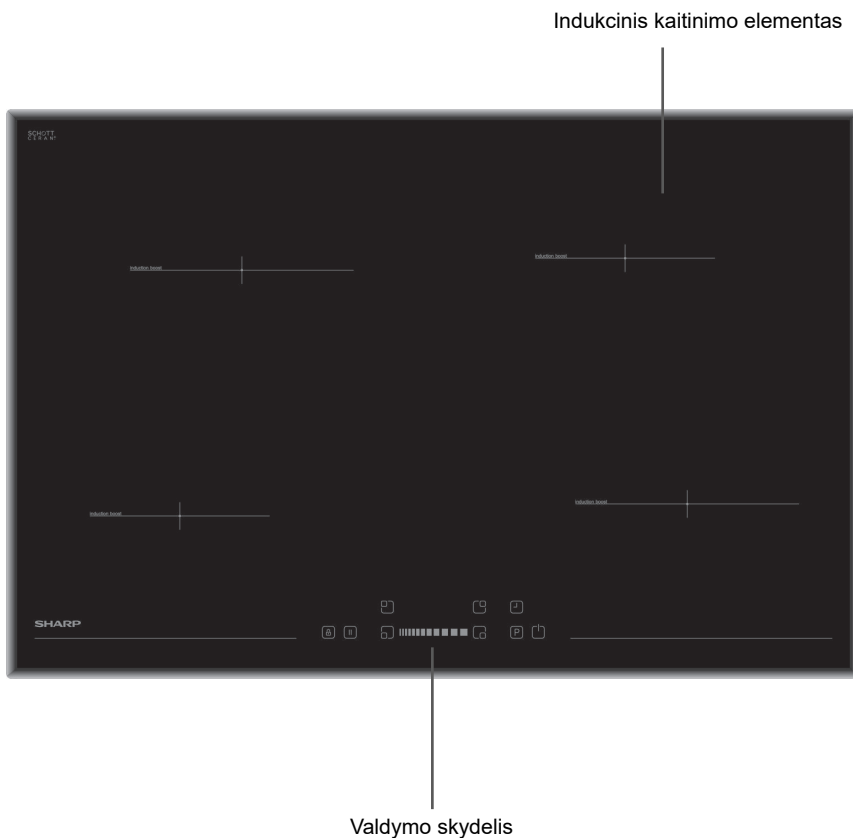 Indukcinis kaitinimo elementas
SCHOTT
CERAN
Induction boost
Induction boost
Induction boost
Induction boost
SHARP
P
Valdymo skydelis